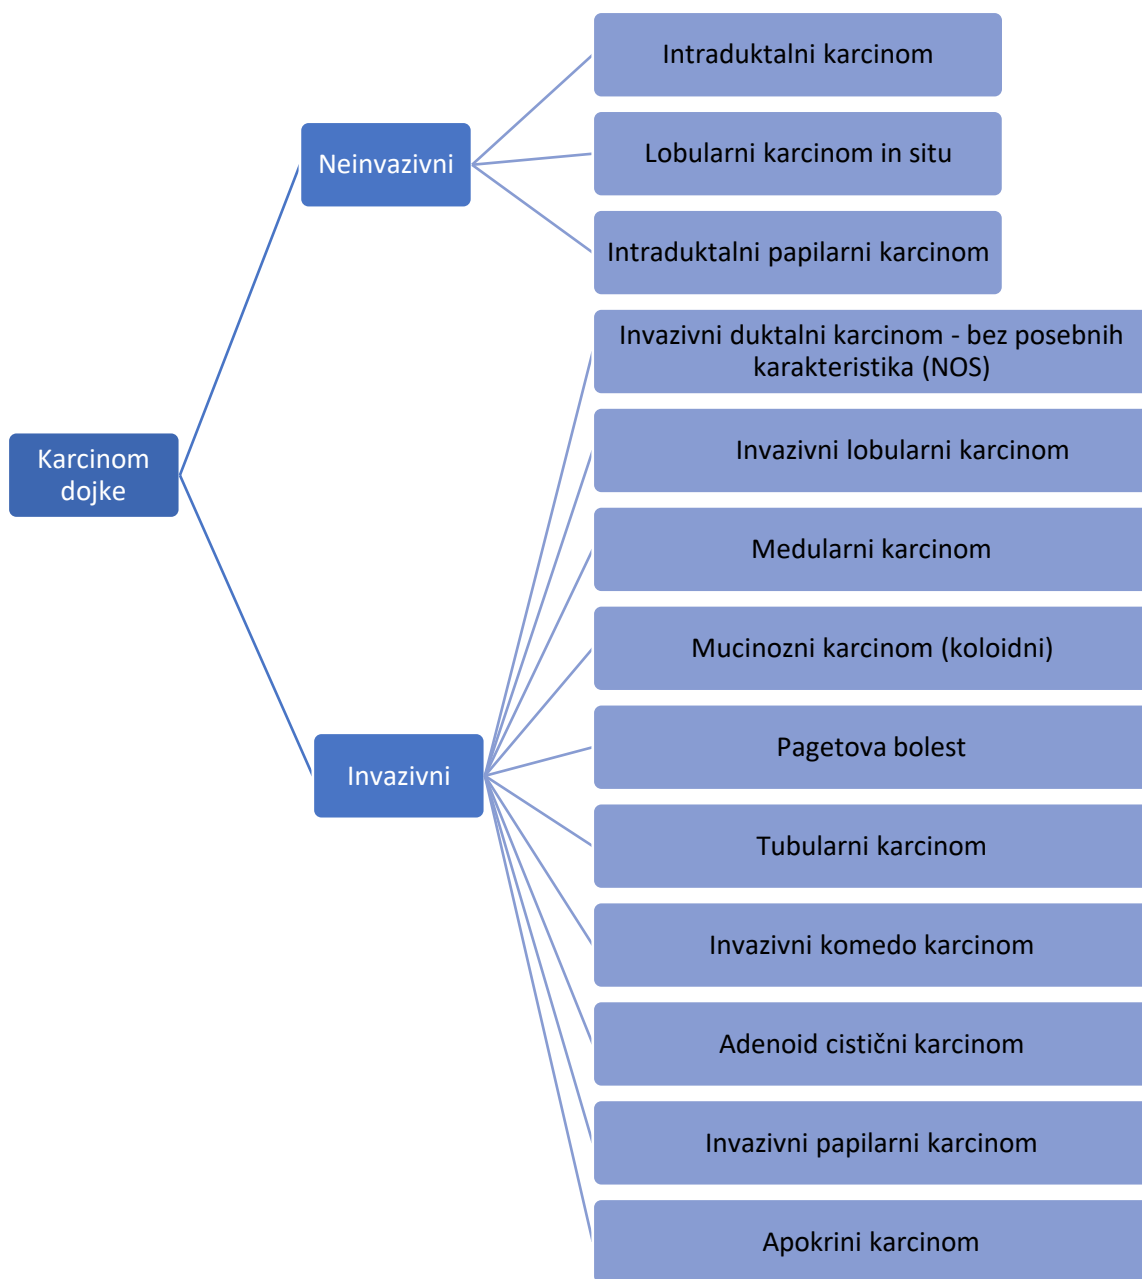 Intraduktalni karcinom
Neinvazivni
Lobularni karcinom in situ
Intraduktalni papilarni karcinom
Invazivni duktalni karcinom - bez posebnih
karakteristika (NOS)
Karcinom
dojke
Invazivni lobularni karcinom
Medularni karcinom
Mucinozni karcinom (koloidni)
Pagetova bolest
Invazivni
Tubularni karcinom
Invazivni komedo karcinom
Adenoid cistični karcinom
Invazivni papilarni karcinom
Apokrini karcinom